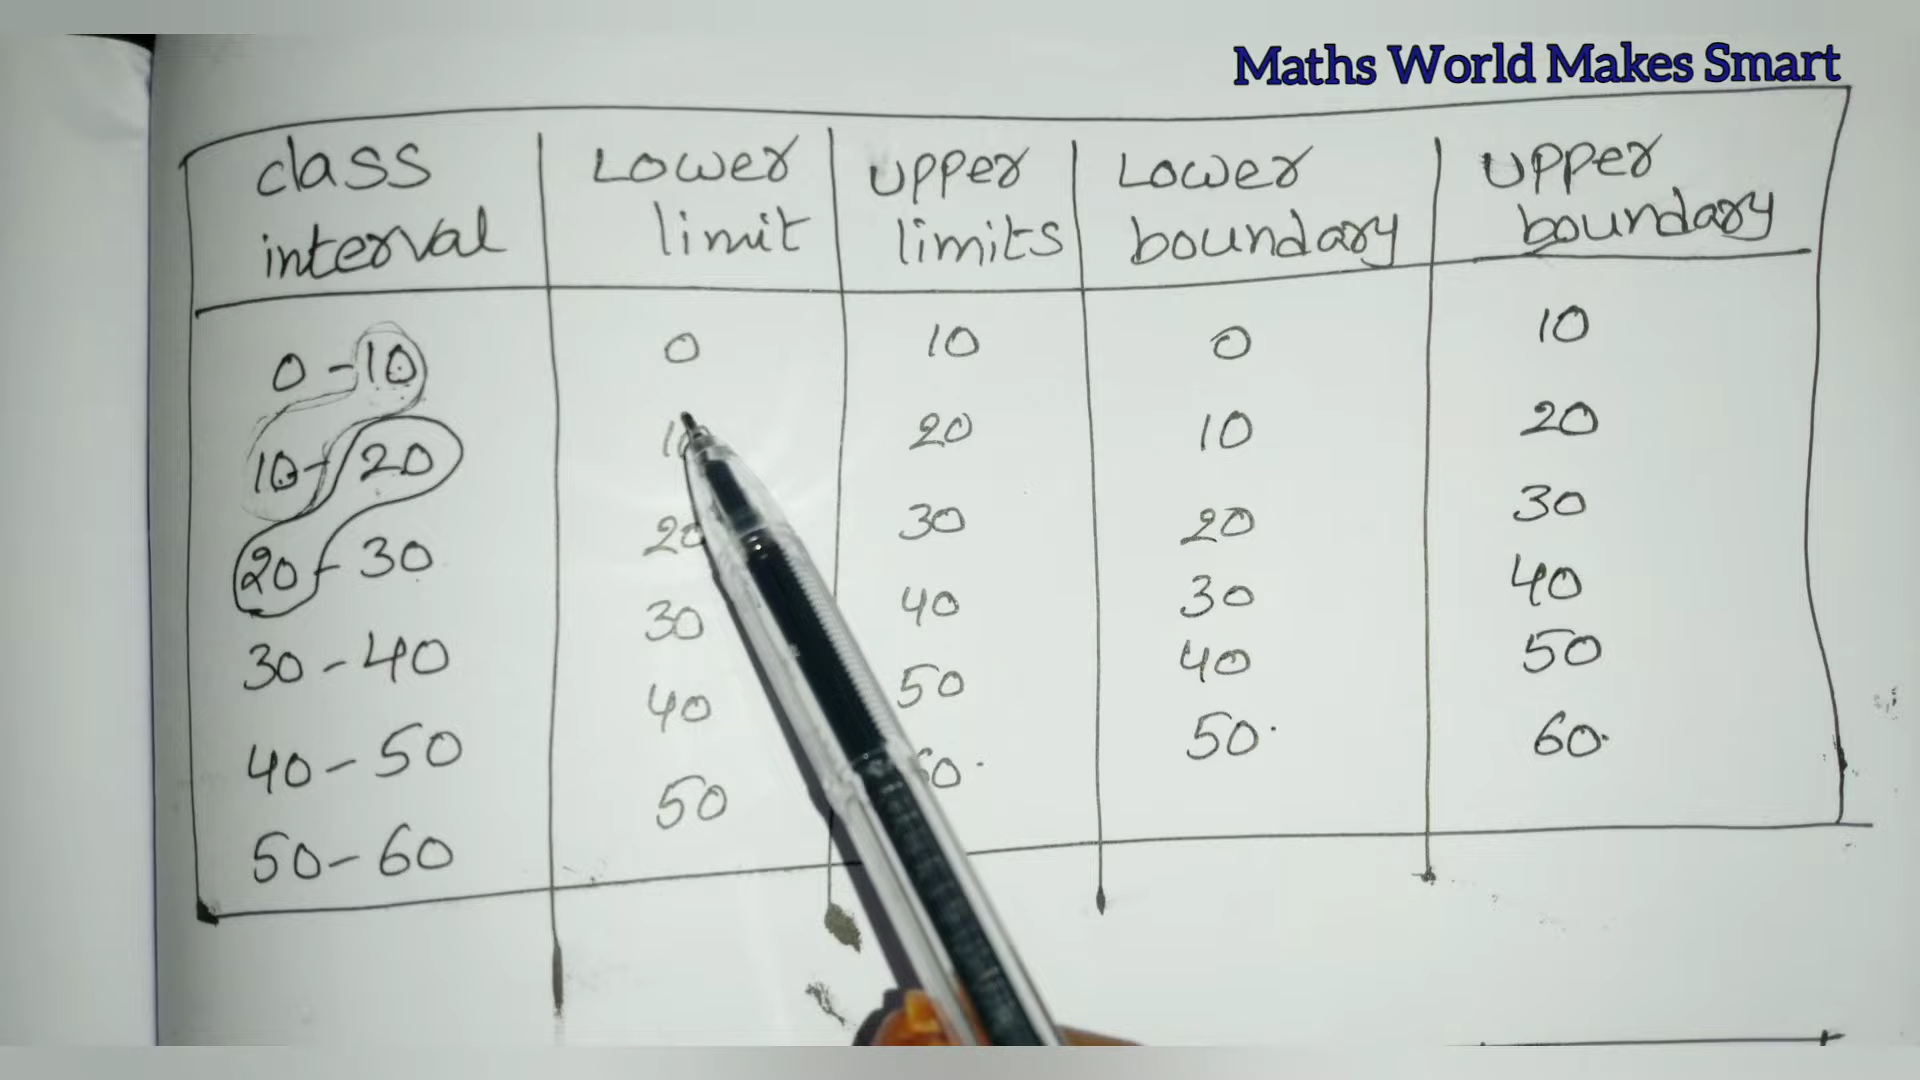 Maths World Makes Smart
class interval Lower limit Upper limits Lower boundary Upper boundary
0-10 0 10 0 10
10-20 10 20 10 20
20-30 20 30 20 30
30-40 30 40 30 40
40-50 40 50 40 50
50-60 50 50. 60.